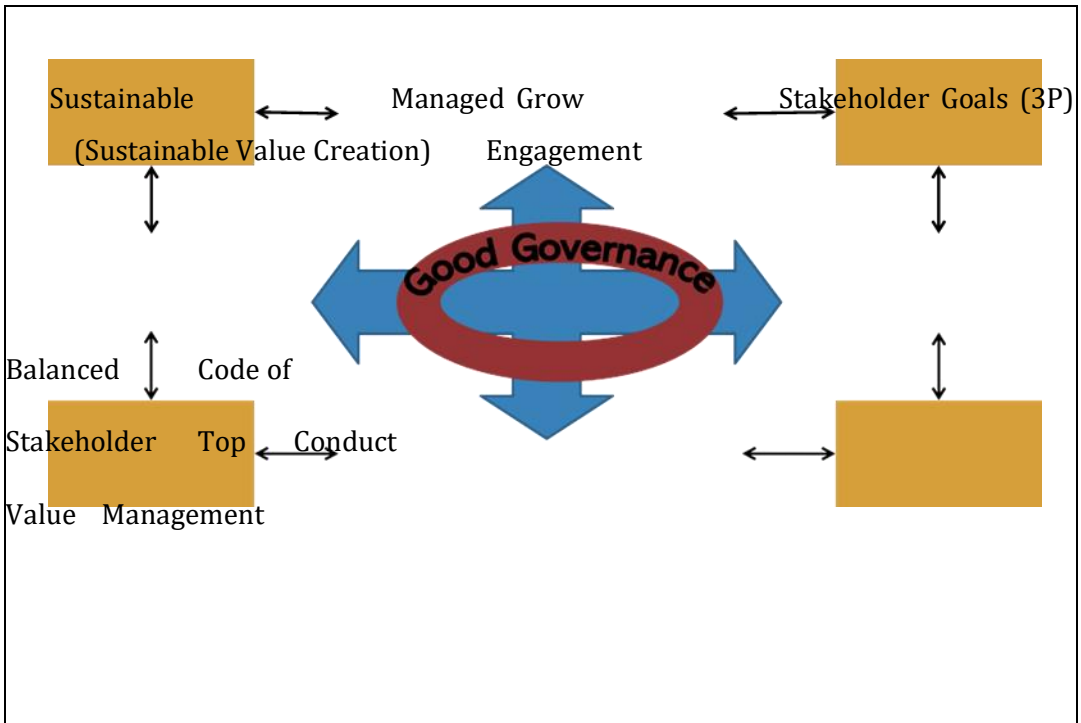 Sustainable Managed Grow Stakeholder Goals (3P)
(Sustainable Value Creation) Engagement
Good Governance
Balanced Code of
Stakeholder Top Conduct
Value Management